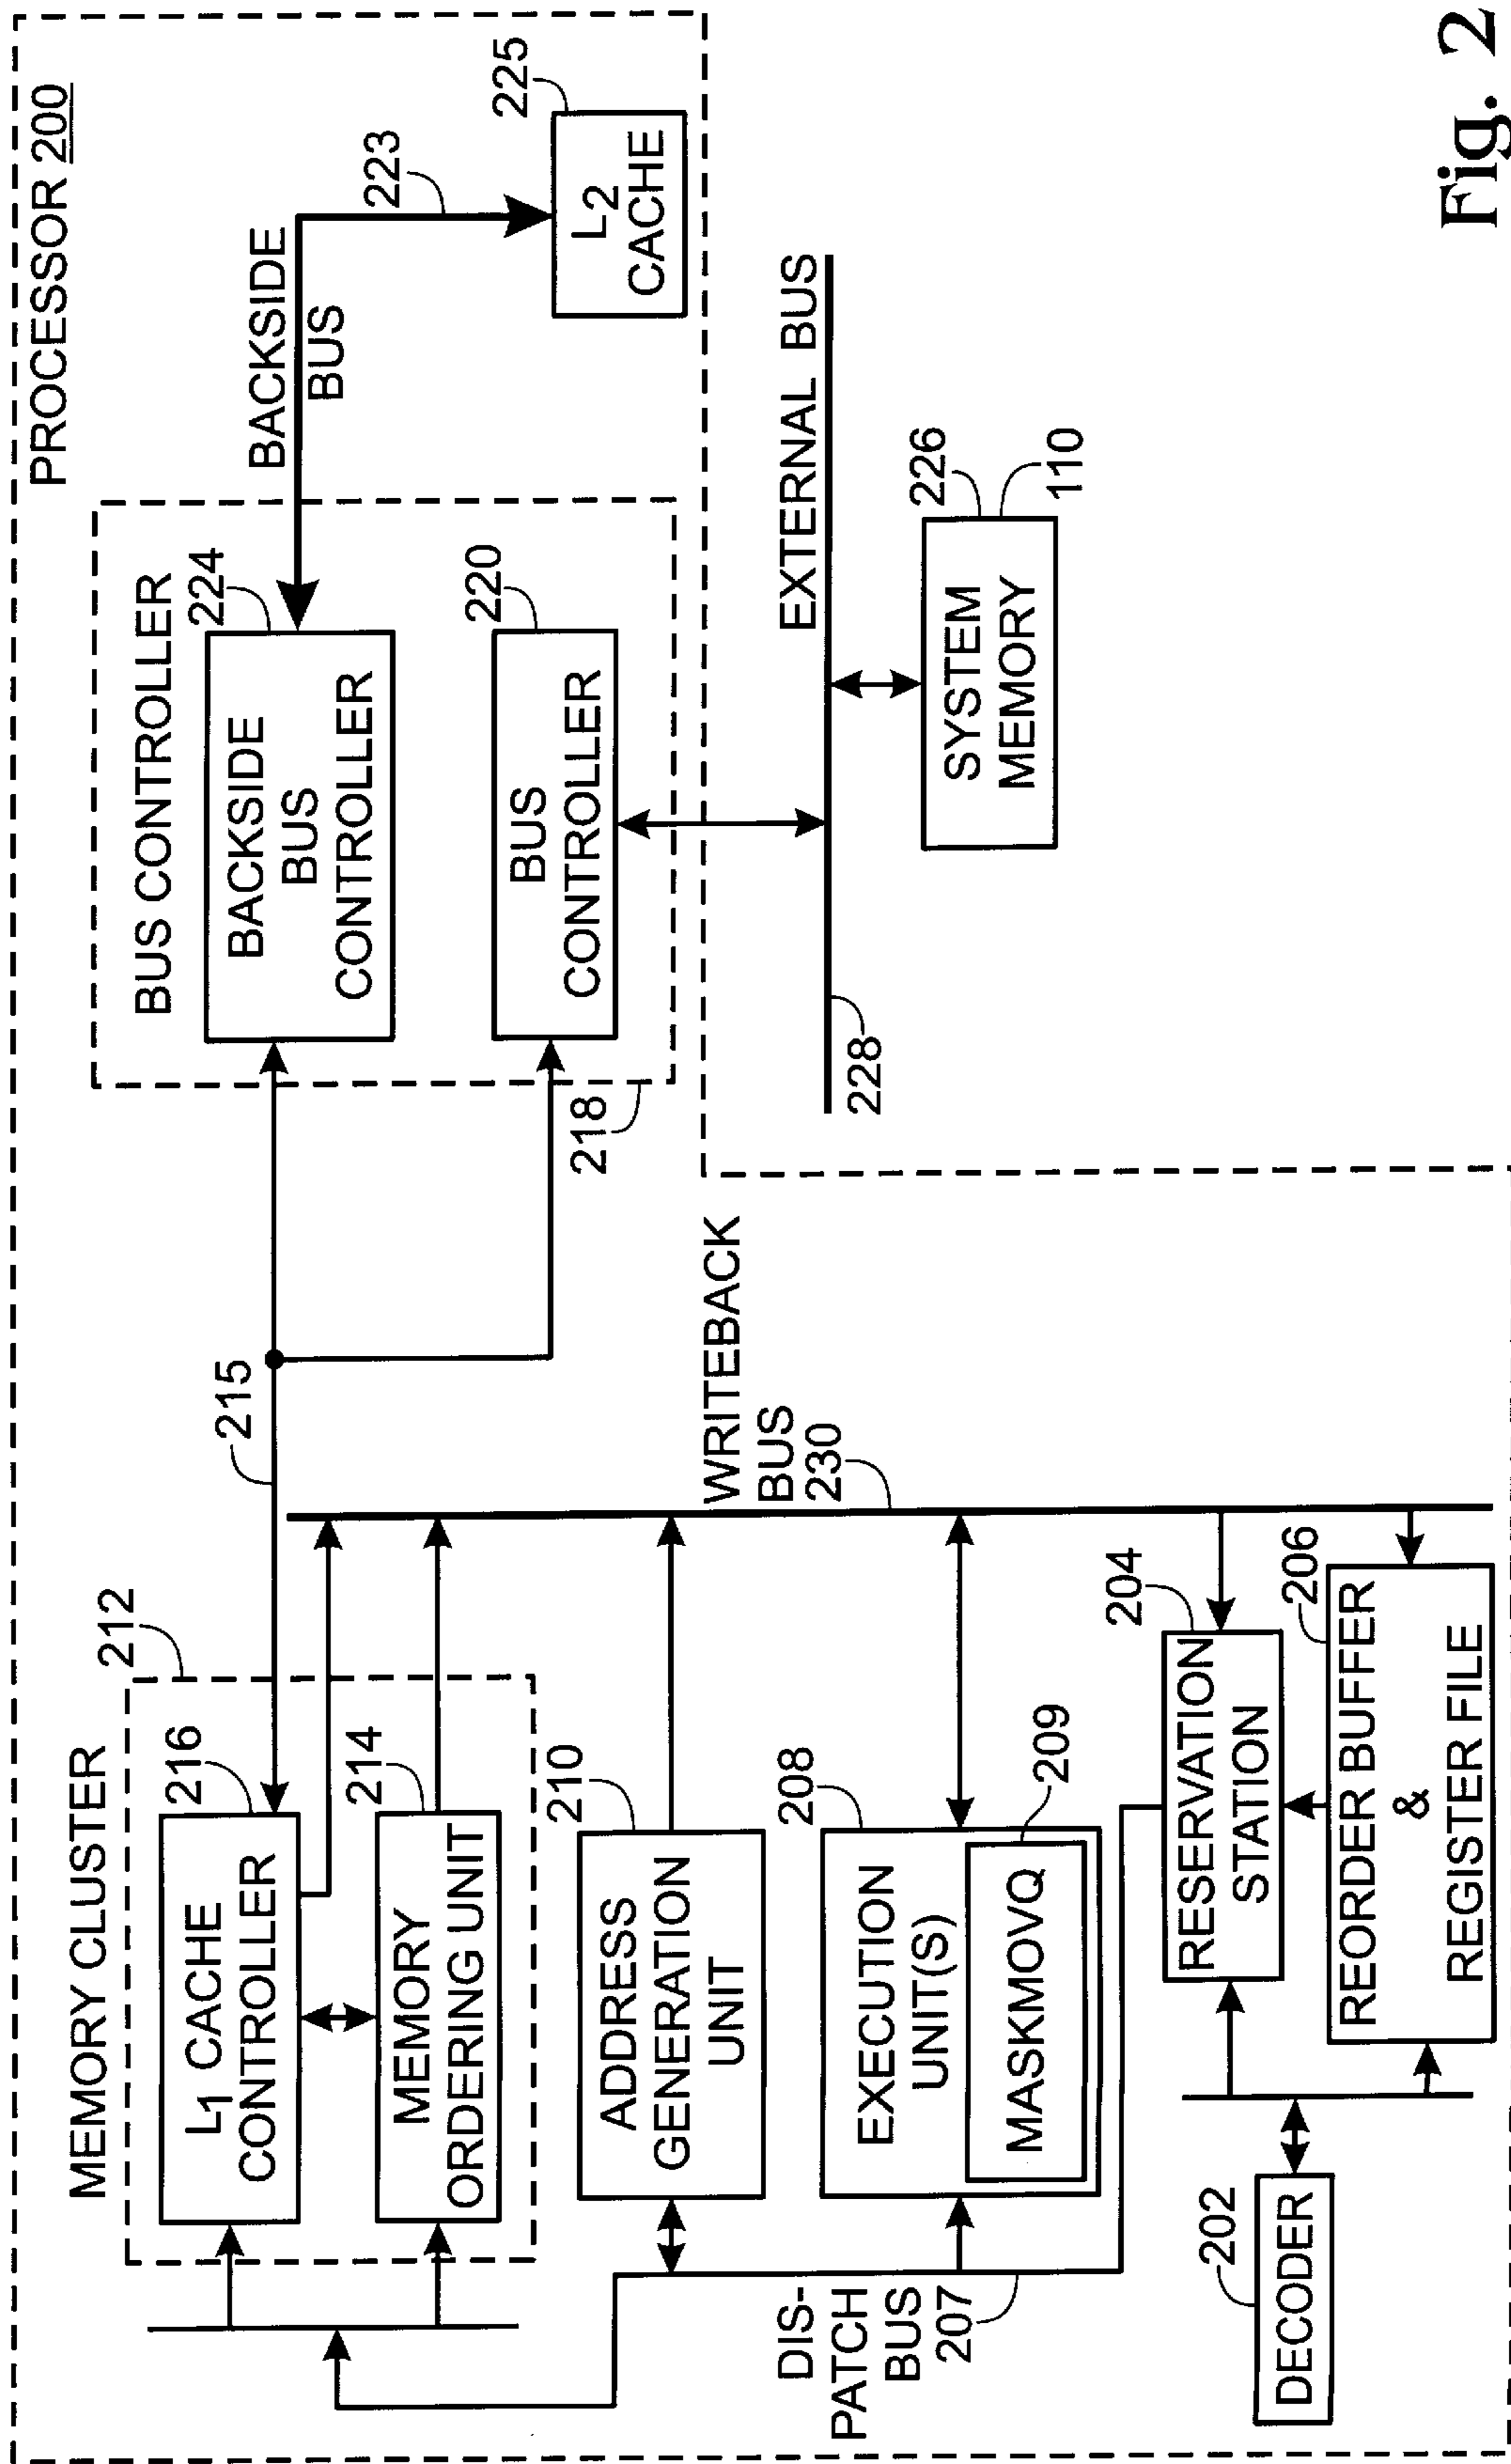 PROCESSOR 200
MEMORY CLUSTER
212
L1 CACHE
CONTROLLER
216
MEMORY
ORDERING UNIT
214
215
BUS CONTROLLER
BACKSIDE
BUS
CONTROLLER
224
BUS
CONTROLLER
220
218
BACKSIDE
BUS
223
L2
CACHE
225
ADDRESS
GENERATION
UNIT
210
EXECUTION
UNIT(S)
208
MASKMOVQ
209
DIS-
PATCH
BUS
207
WRITEBACK
BUS
230
EXTERNAL BUS
228
SYSTEM
MEMORY
226
110
RESERVATION
STATION
204
REORDER BUFFER
&
REGISTER FILE
206
DECODER
202
Fig. 2